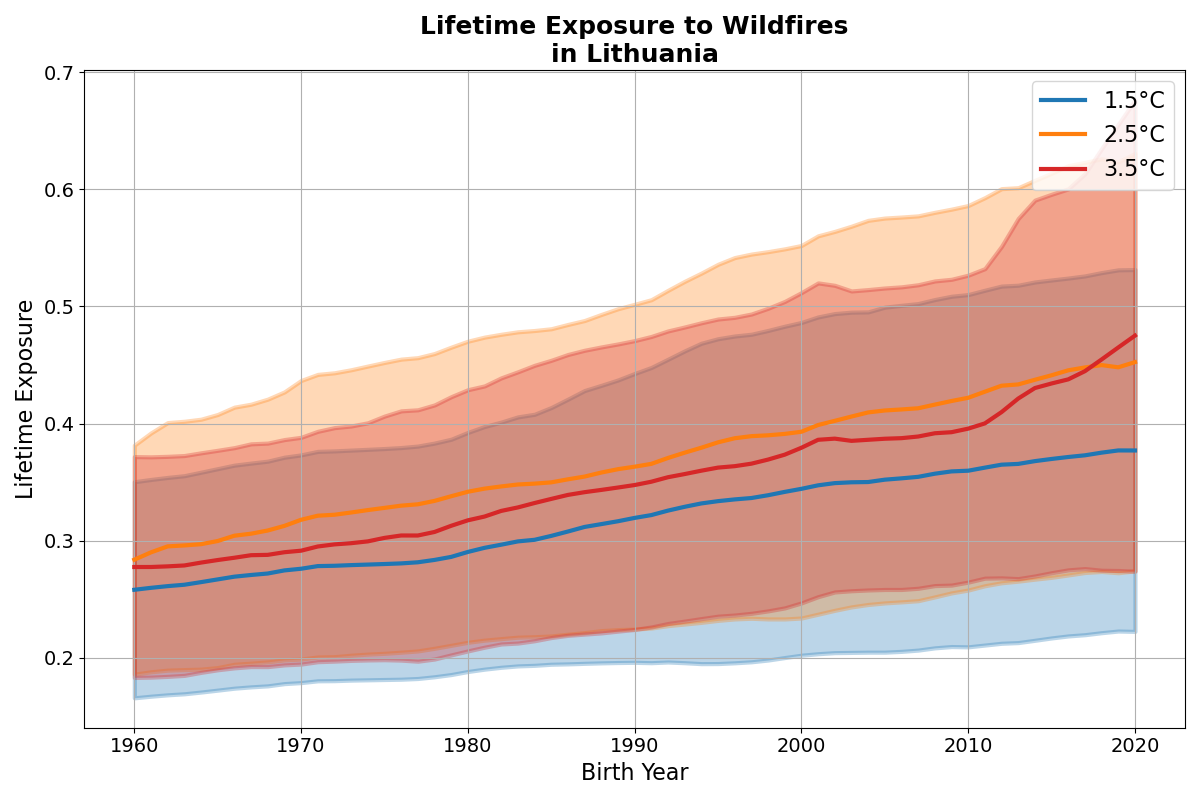 Lifetime Exposure to Wildfires
in Lithuania
0.7
0.6
0.5
0.4
0.3
0.2
Lifetime Exposure
1.5°C
2.5°C
3.5°C
1960
1970
1980
1990
2000
2010
2020
Birth Year